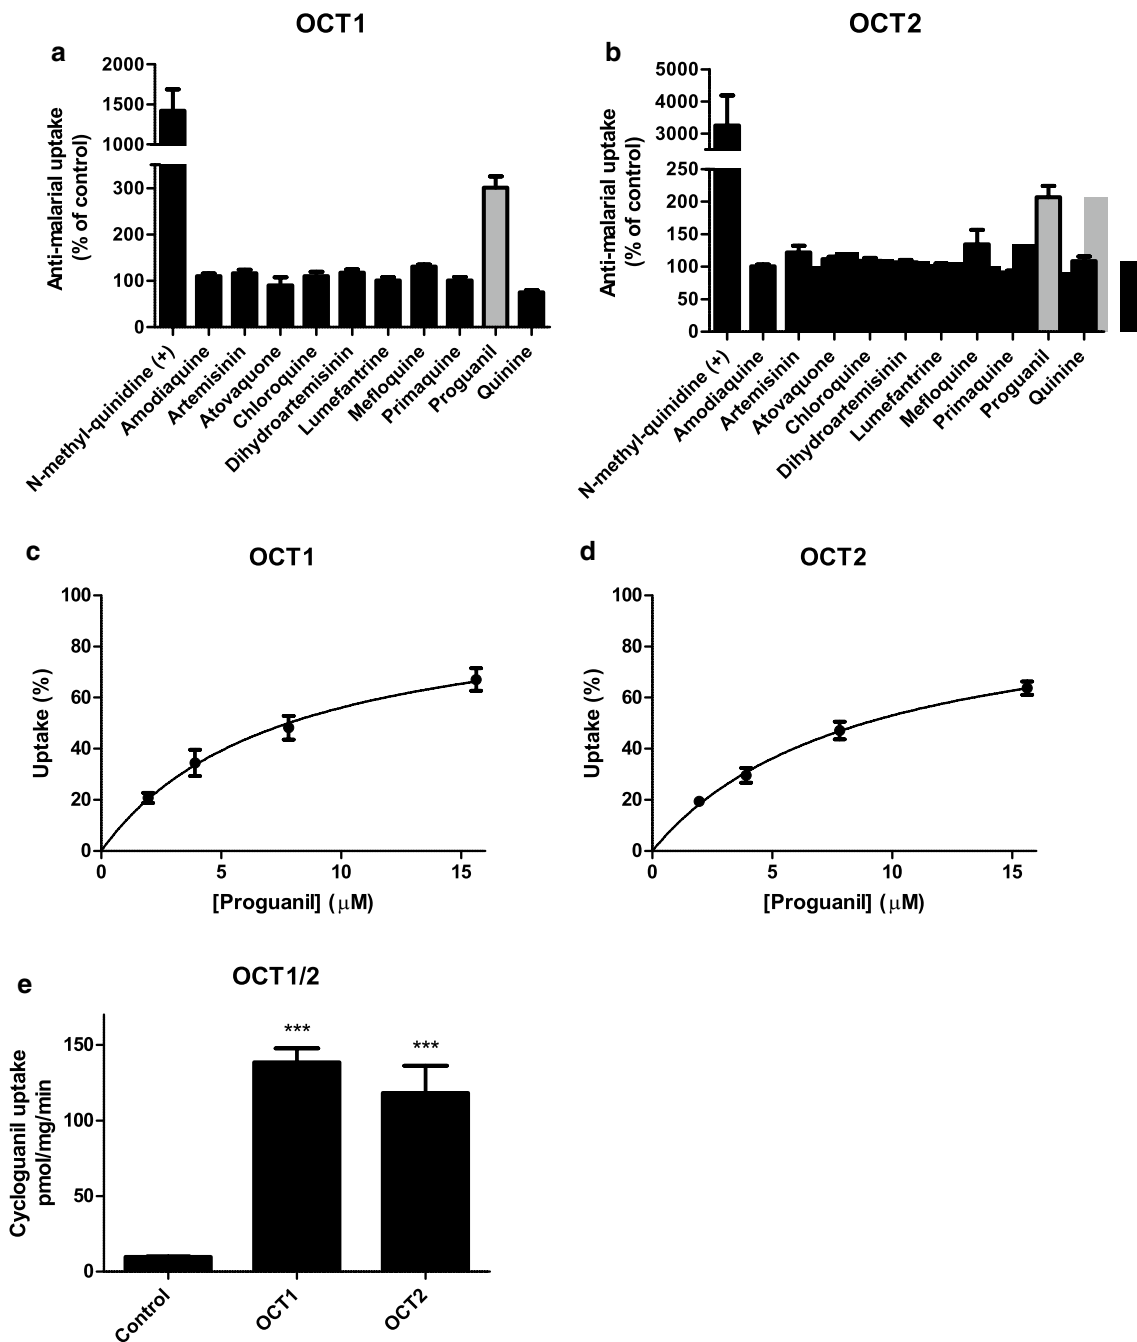 OCT1
a
2000
1500
1000
300
200
100
0
Anti-malarial uptake
(% of control)
N-methyl-quinidine (+)
Amodiaquine
Artemisinin
Atovaquone
Chloroquine
Dihydroartemisinin
Lumefantrine
Mefloquine
Primaquine
Proguanil
Quinine
OCT2
b
5000
4000
3000
250
200
150
100
50
0
Anti-malarial uptake
(% of control)
N-methyl-quinidine (+)
Amodiaquine
Artemisinin
Atovaquone
Chloroquine
Dihydroartemisinin
Lumefantrine
Mefloquine
Primaquine
Proguanil
Quinine
c
OCT1
100
80
60
40
20
0
Uptake (%)
0 5 10 15
[Proguanil] (μM)
d
OCT2
100
80
60
40
20
0
Uptake (%)
0 5 10 15
[Proguanil] (μM)
e
OCT1/2
150
100
50
0
Cycloguanil uptake
pmol/mg/min
*** ***
Control
OCT1
OCT2